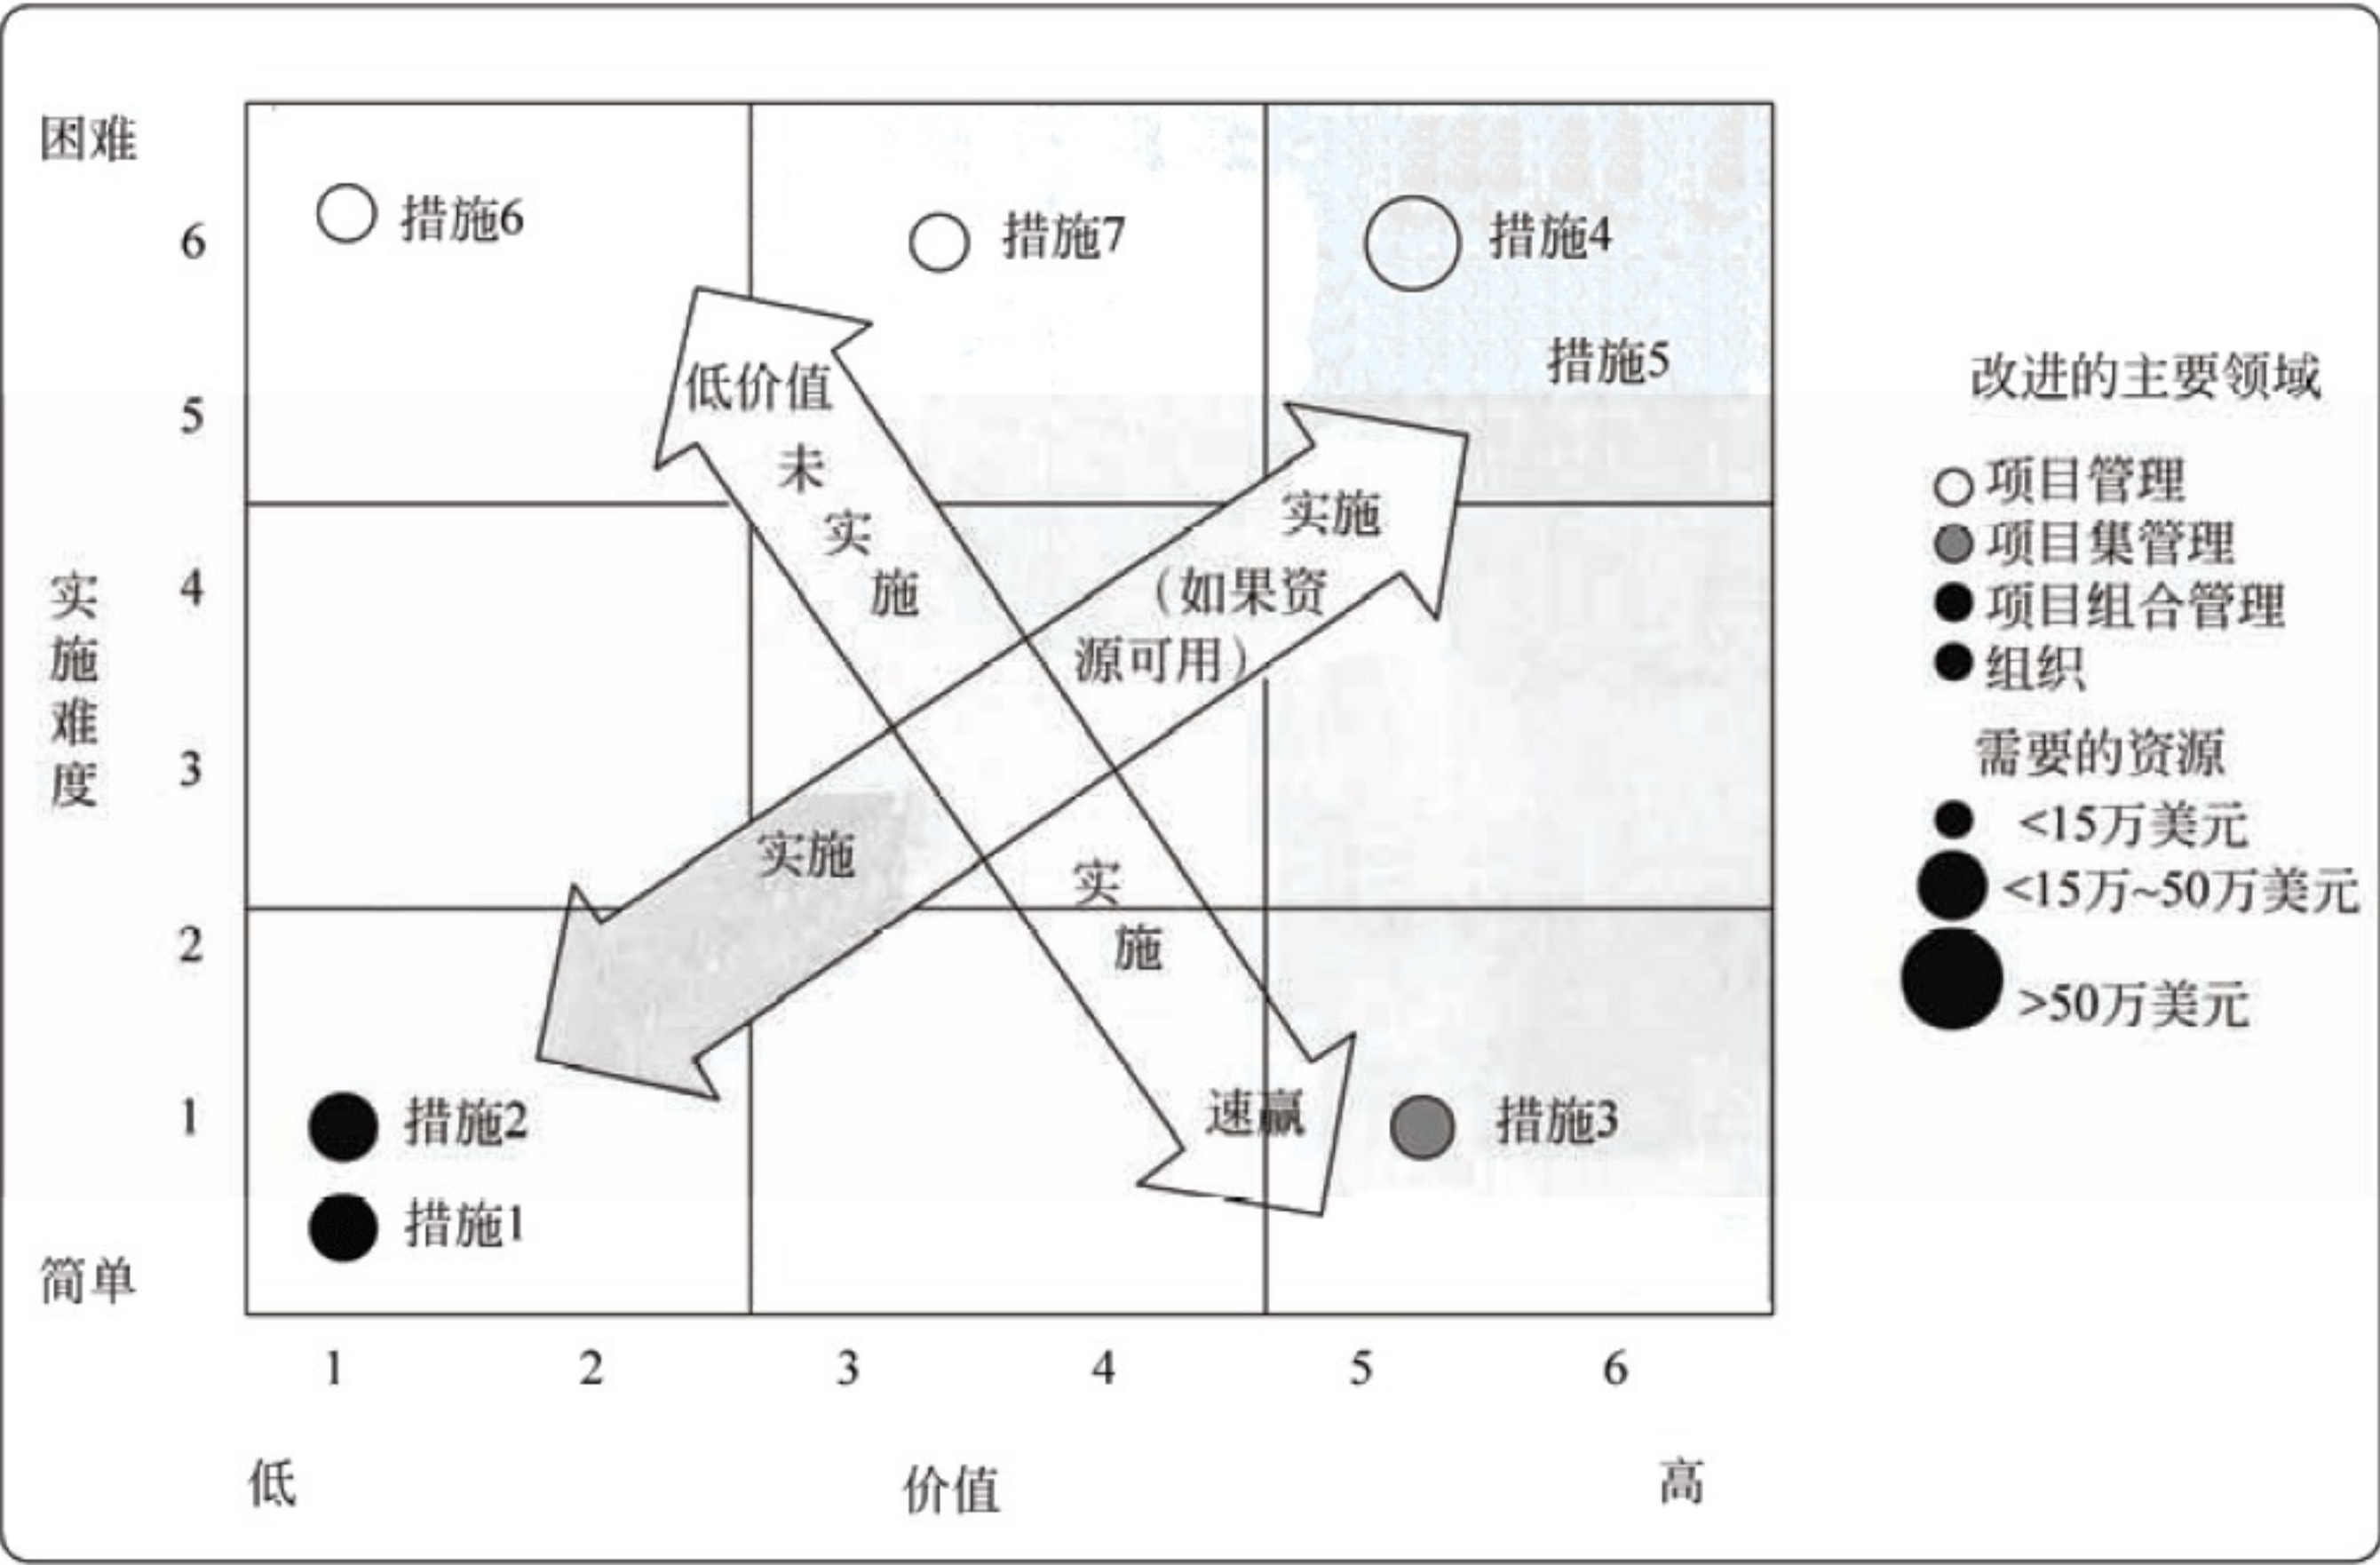 困难
6
5
4
3
2
1
简单
实施难度
措施6
措施7
措施4
措施5
低价值
未
实
施
实施
（如果资
源可用）
实施
实
施
速赢
措施2
措施1
措施3
1 2 3 4 5 6
低 价值 高
改进的主要领域
项目管理
项目集管理
项目组合管理
组织
需要的资源
<15万美元
<15万~50万美元
>50万美元